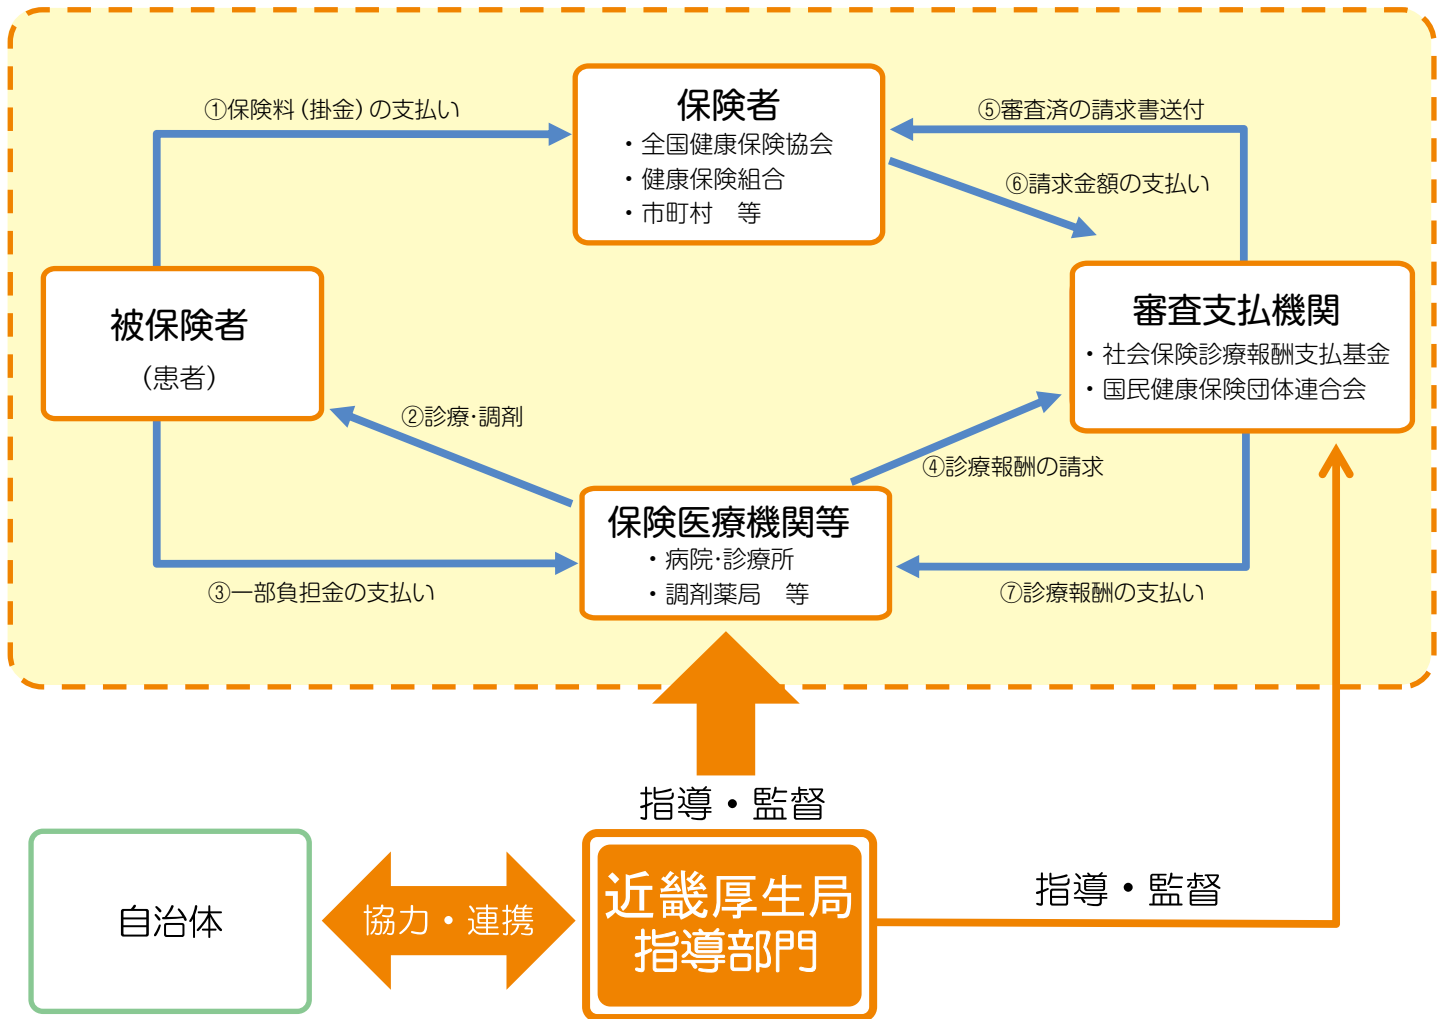 ①保険料(掛金)の支払い
保険者
・全国健康保険協会
・健康保険組合
・市町村　等
⑤審査済の請求書送付
⑥請求金額の支払い
被保険者
(患者)
審査支払機関
・社会保険診療報酬支払基金
・国民健康保険団体連合会
②診療・調剤
④診療報酬の請求
保険医療機関等
・病院・診療所
・調剤薬局　等
③一部負担金の支払い
⑦診療報酬の支払い
指導・監督
自治体
協力・連携
近畿厚生局
指導部門
指導・監督